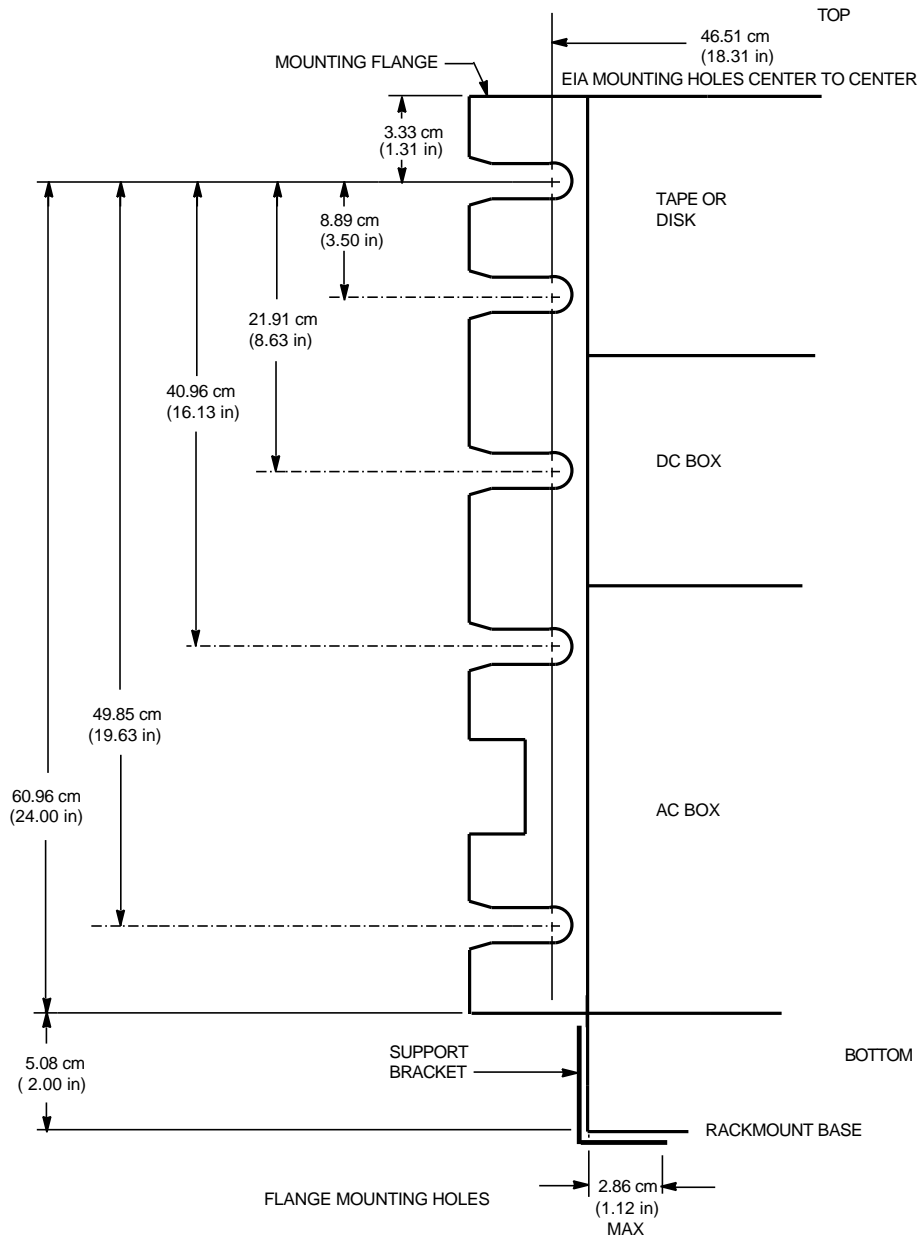 TOP
46.51 cm
(18.31 in)
MOUNTING FLANGE
EIA MOUNTING HOLES CENTER TO CENTER
3.33 cm
(1.31 in)
TAPE OR
DISK
8.89 cm
(3.50 in)
21.91 cm
(8.63 in)
40.96 cm
(16.13 in)
DC BOX
49.85 cm
(19.63 in)
60.96 cm
(24.00 in)
AC BOX
5.08 cm
( 2.00 in)
SUPPORT
BRACKET
BOTTOM
RACKMOUNT BASE
FLANGE MOUNTING HOLES
2.86 cm
(1.12 in)
MAX